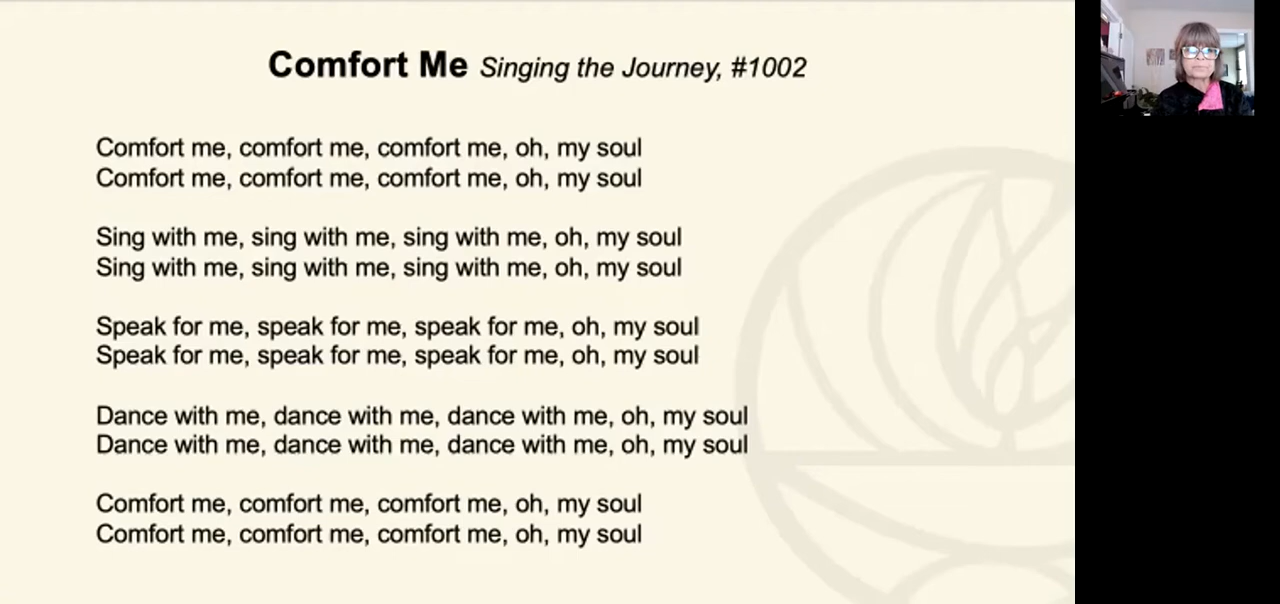 Comfort Me Singing the Journey, #1002
Comfort me, comfort me, comfort me, oh, my soul
Comfort me, comfort me, comfort me, oh, my soul
Sing with me, sing with me, sing with me, oh, my soul
Sing with me, sing with me, sing with me, oh, my soul
Speak for me, speak for me, speak for me, oh, my soul
Speak for me, speak for me, speak for me, oh, my soul
Dance with me, dance with me, dance with me, oh, my soul
Dance with me, dance with me, dance with me, oh, my soul
Comfort me, comfort me, comfort me, oh, my soul
Comfort me, comfort me, comfort me, oh, my soul